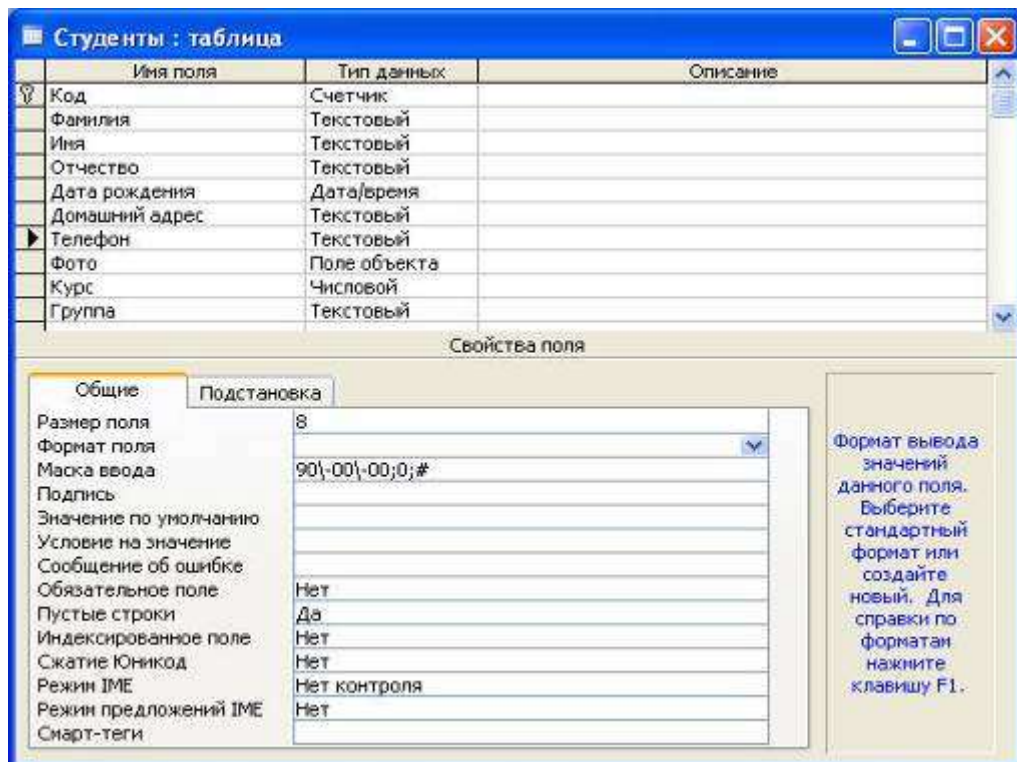 Студенты : таблица
Имя поля Тип данных Описание
Код Счетчик
Фамилия Текстовый
Имя Текстовый
Отчество Текстовый
Дата рождения Дата/время
Домашний адрес Текстовый
Телефон Текстовый
Фото Поле объекта
Курс Числовой
Группа Текстовый
Свойства поля
Общие Подстановка
Размер поля 8
Формат поля
Маска ввода 90\-00\-00;0;#
Подпись
Значение по умолчанию
Условие на значение
Сообщение об ошибке
Обязательное поле Нет
Пустые строки Да
Индексированное поле Нет
Сжатие Юникод Нет
Режим IME Нет контроля
Режим предложений IME Нет
Смарт-теги
Формат вывода
значений
данного поля.
Выберите
стандартный
формат или
создайте
новый. Для
справки по
форматам
нажмите
клавишу F1.